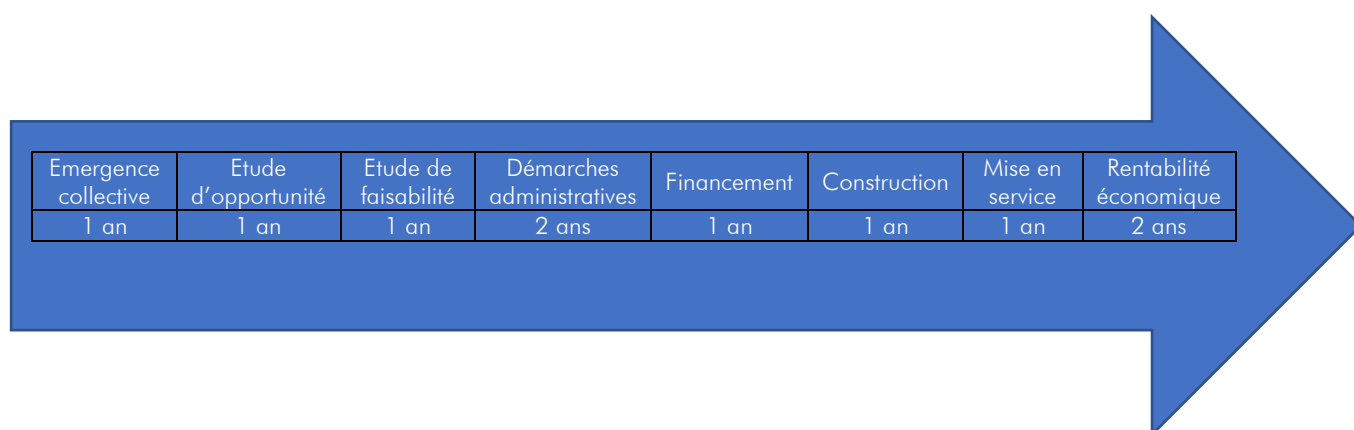 Emergence
collective
Etude
d'opportunité
Etude de
faisabilité
Démarches
administratives
Financement
Construction
Mise en
service
Rentabilité
économique
1 an
1 an
1 an
2 ans
1 an
1 an
1 an
2 ans